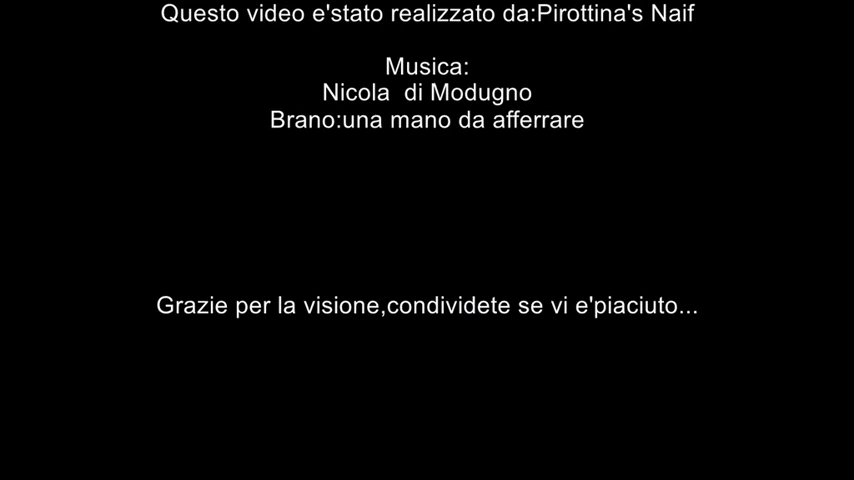 Questo video e'stato realizzato da:Pirottina's Naif
Musica:
Nicola  di Modugno
Brano:una mano da afferrare
Grazie per la visione,condividete se vi e'piaciuto...